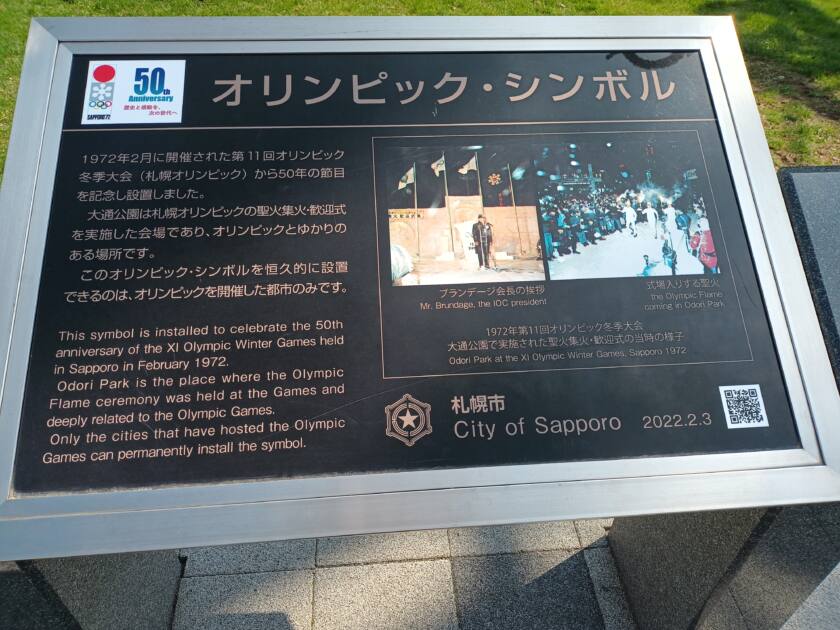 50th
Anniversary
歴史と感動を、
次の世代へ
SAPPORO'72
オリンピック・シンボル
1972年2月に開催された第11回オリンピック
冬季大会（札幌オリンピック）から50年の節目
を記念し設置しました。
大通公園は札幌オリンピックの聖火集火・歓迎式
を実施した会場であり、オリンピックとゆかりの
ある場所です。
このオリンピック・シンボルを恒久的に設置
できるのは、オリンピックを開催した都市のみです。
This symbol is installed to celebrate the 50th
anniversary of the XI Olympic Winter Games held
in Sapporo in February 1972.
Odori Park is the place where the Olympic
Flame ceremony was held at the Games and
deeply related to the Olympic Games.
Only the cities that have hosted the Olympic
Games can permanently install the symbol.
ブランデージ会長の挨拶
Mr. Brundage, the IOC president
式場入りする聖火
the Olympic Flame
coming in Odori Park
1972年第11回オリンピック冬季大会
大通公園で実施された聖火集火・歓迎式の当時の様子
Odori Park at the XI Olympic Winter Games, Sapporo 1972
札幌市
City of Sapporo 2022.2.3